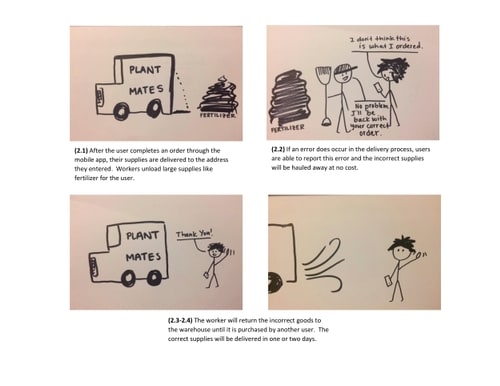 PLANT
MATES
FERTILIZER
I don't think this
is what I ordered.
No problem
I'll be
back with
your correct
order.
FERTILIZER
(2.1) After the user completes an order through the
mobile app, their supplies are delivered to the address
they entered.  Workers unload large supplies like
fertilizer for the user.
(2.2) If an error does occur in the delivery process, users
are able to report this error and the incorrect supplies
will be hauled away at no cost.
PLANT
MATES
Thank You!
(2.3-2.4) The worker will return the incorrect goods to
the warehouse until it is purchased by another user.  The
correct supplies will be delivered in one or two days.